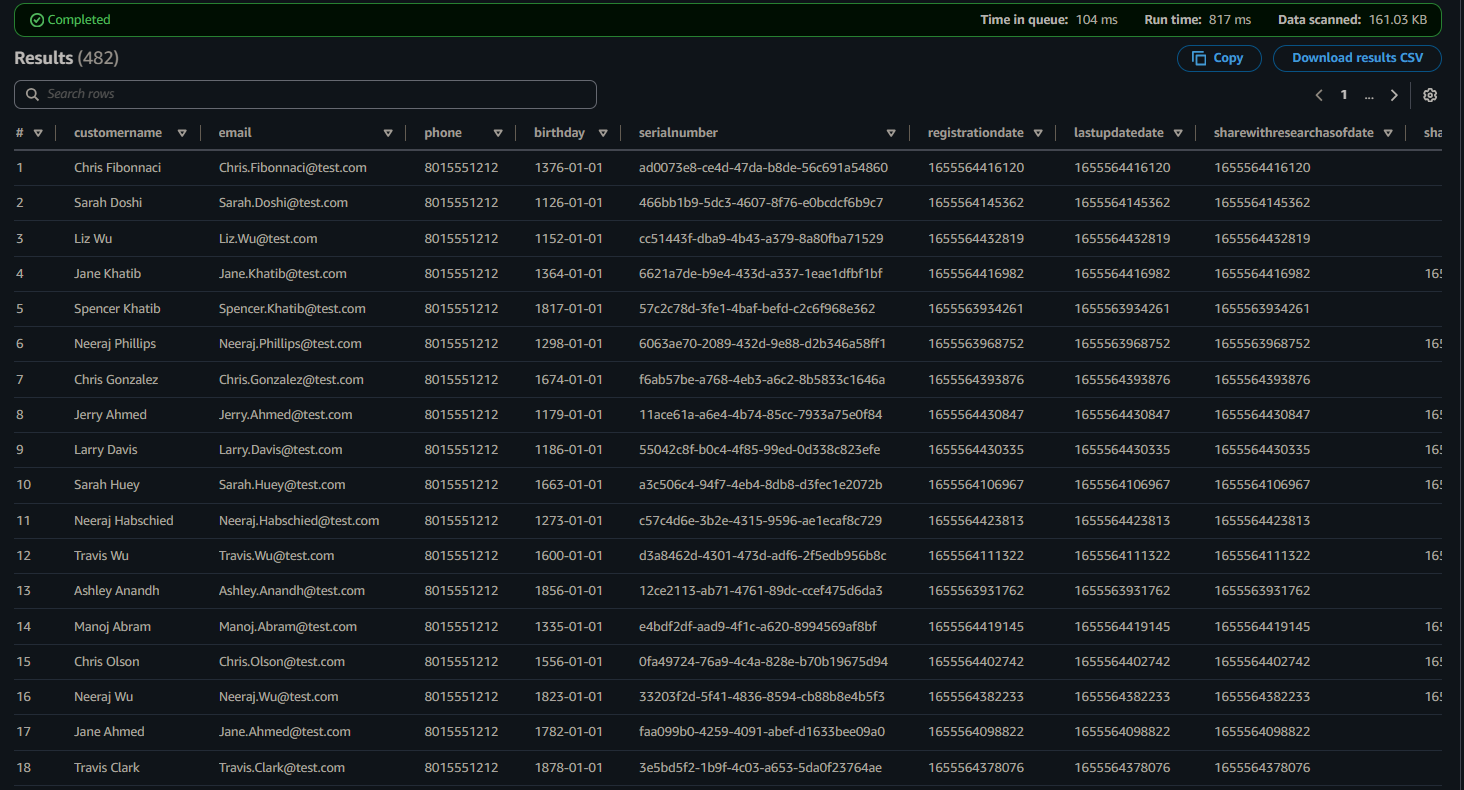 Completed Time in queue: 104 ms Run time: 817 ms Data scanned: 161.03 KB
Results (482) Copy Download results CSV
Search rows 1 ...
# customername email phone birthday serialnumber registrationdate lastupdatedate sharewithresearchasofdate sha
1 Chris Fibonnaci Chris.Fibonnaci@test.com 8015551212 1376-01-01 ad0073e8-ce4d-47da-b8de-56c691a54860 1655564416120 1655564416120 1655564416120
2 Sarah Doshi Sarah.Doshi@test.com 8015551212 1126-01-01 466bb1b9-5dc3-4607-8f76-e0bcdcf6b9c7 1655564145362 1655564145362 1655564145362
3 Liz Wu Liz.Wu@test.com 8015551212 1152-01-01 cc51443f-dba9-4b43-a379-8a80fba71529 1655564432819 1655564432819 1655564432819
4 Jane Khatib Jane.Khatib@test.com 8015551212 1364-01-01 6621a7de-b9e4-433d-a337-1eae1dfbf1bf 1655564416982 1655564416982 1655564416982 165
5 Spencer Khatib Spencer.Khatib@test.com 8015551212 1817-01-01 57c2c78d-3fe1-4baf-befd-c2c6f968e362 1655563934261 1655563934261 1655563934261
6 Neeraj Phillips Neeraj.Phillips@test.com 8015551212 1298-01-01 6063ae70-2089-432d-9e88-d2b346a58ff1 1655563968752 1655563968752 1655563968752 165
7 Chris Gonzalez Chris.Gonzalez@test.com 8015551212 1674-01-01 f6ab57be-a768-4eb3-a6c2-8b5833c1646a 1655564393876 1655564393876 1655564393876
8 Jerry Ahmed Jerry.Ahmed@test.com 8015551212 1179-01-01 11ace61a-a6e4-4b74-85cc-7933a75e0f84 1655564430847 1655564430847 1655564430847 165
9 Larry Davis Larry.Davis@test.com 8015551212 1186-01-01 55042c8f-b0c4-4f85-99ed-0d338c823efe 1655564430335 1655564430335 1655564430335 165
10 Sarah Huey Sarah.Huey@test.com 8015551212 1663-01-01 a3c506c4-94f7-4eb4-8db8-d3fec1e2072b 1655564106967 1655564106967 1655564106967 165
11 Neeraj Habschied Neeraj.Habschied@test.com 8015551212 1273-01-01 c57c4d6e-3b2e-4315-9596-ae1ecaf8c729 1655564423813 1655564423813 1655564423813
12 Travis Wu Travis.Wu@test.com 8015551212 1600-01-01 d3a8462d-4301-473d-adf6-2f5edb956b8c 1655564111322 1655564111322 1655564111322 165
13 Ashley Anandh Ashley.Anandh@test.com 8015551212 1856-01-01 12ce2113-ab71-4761-89dc-ccef475d6da3 1655563931762 1655563931762 1655563931762
14 Manoj Abram Manoj.Abram@test.com 8015551212 1335-01-01 e4bdf2df-aad9-4f1c-a620-8994569af8bf 1655564419145 1655564419145 1655564419145 165
15 Chris Olson Chris.Olson@test.com 8015551212 1556-01-01 0fa49724-76a9-4c4a-828e-b70b19675d94 1655564402742 1655564402742 1655564402742 165
16 Neeraj Wu Neeraj.Wu@test.com 8015551212 1823-01-01 33203f2d-5f41-4836-8594-cb88b8e4b5f3 1655564382233 1655564382233 1655564382233 165
17 Jane Ahmed Jane.Ahmed@test.com 8015551212 1782-01-01 faa099b0-4259-4091-abef-d1633bee09a0 1655564098822 1655564098822 1655564098822
18 Travis Clark Travis.Clark@test.com 8015551212 1878-01-01 3e5bd5f2-1b9f-4c03-a653-5da0f23764ae 1655564378076 1655564378076 1655564378076